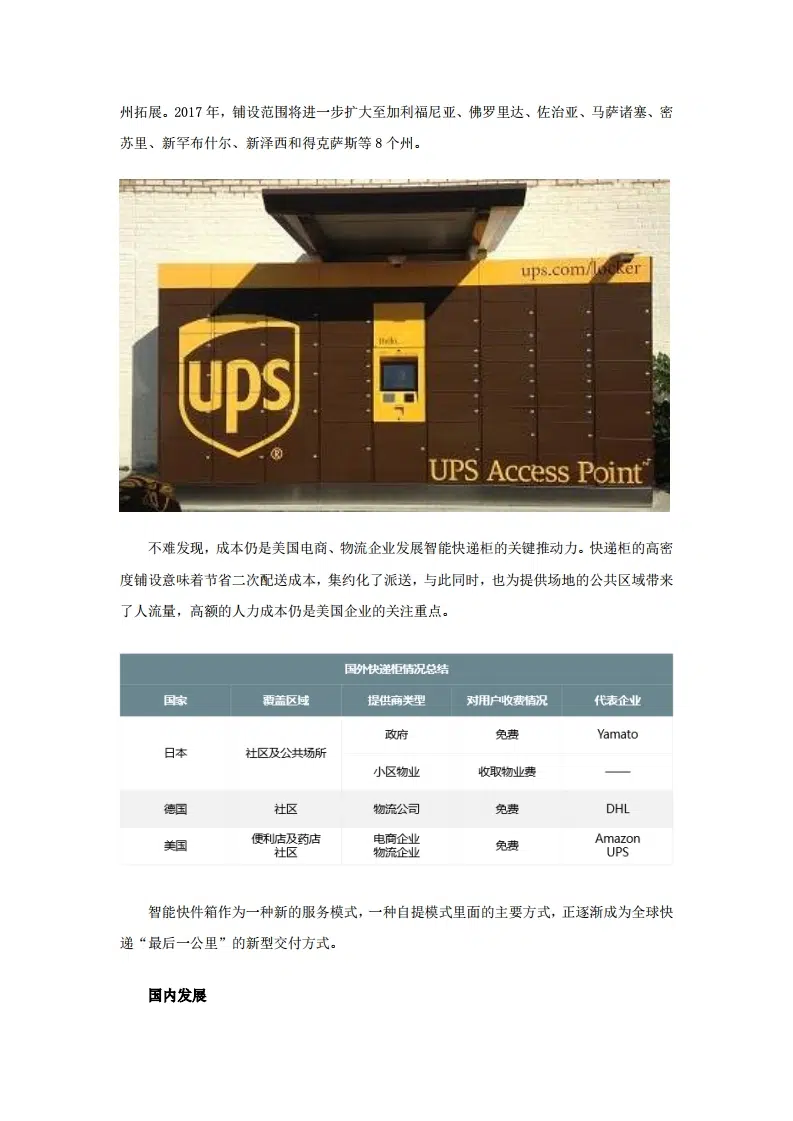 州拓展。2017 年，铺设范围将进一步扩大至加利福尼亚、佛罗里达、佐治亚、马萨诸塞、密
苏里、新罕布什尔、新泽西和得克萨斯等 8 个州。
ups.com/locker
Hello.
ups
®
UPS Access Point™
不难发现，成本仍是美国电商、物流企业发展智能快递柜的关键推动力。快递柜的高密
度铺设意味着节省二次配送成本，集约化了派送，与此同时，也为提供场地的公共区域带来
了人流量，高额的人力成本仍是美国企业的关注重点。
国外快递柜情况总结
国家 覆盖区域 提供商类型 对用户收费情况 代表企业
日本 社区及公共场所 政府 免费 Yamato
小区物业 收取物业费 ——
德国 社区 物流公司 免费 DHL
美国 便利店及药店 电商企业 免费 Amazon
社区 物流企业 UPS
智能快件箱作为一种新的服务模式，一种自提模式里面的主要方式，正逐渐成为全球快
递“最后一公里”的新型交付方式。
国内发展